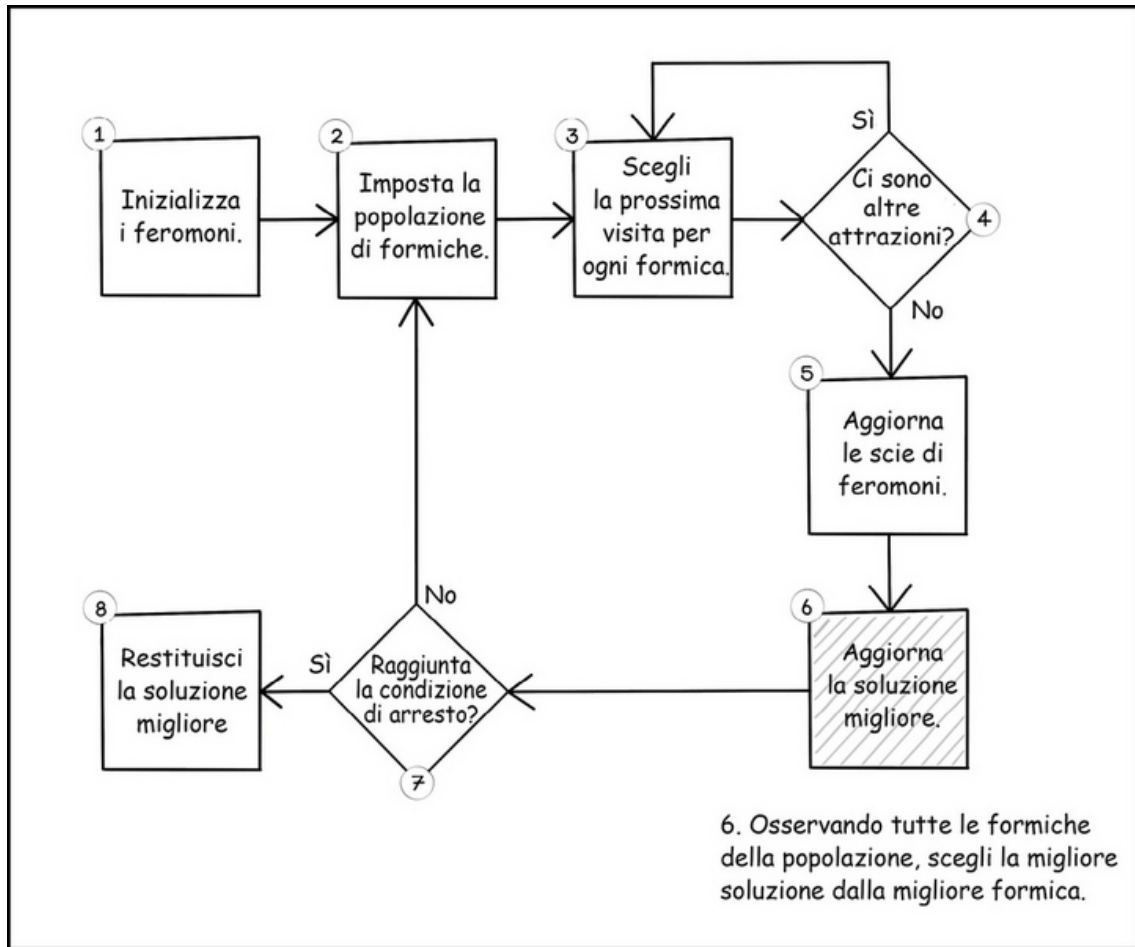 1
Inizializza
i feromoni.
2
Imposta la
popolazione
di formiche.
3
Scegli
la prossima
visita per
ogni formica.
Sì
Ci sono
altre
attrazioni?
4
No
5
Aggiorna
le scie di
feromoni.
6
Aggiorna
la soluzione
migliore.
No
Raggiunta
la condizione
di arresto?
7
Sì
8
Restituisci
la soluzione
migliore
6. Osservando tutte le formiche
della popolazione, scegli la migliore
soluzione dalla migliore formica.